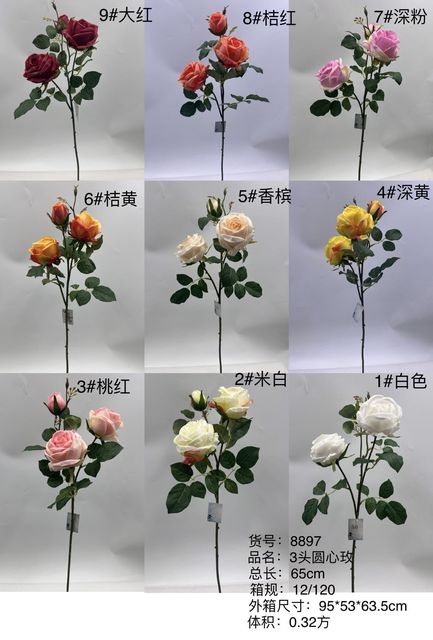 9#大红
8#桔红
7#深粉
6#桔黄
5#香槟
4#深黄
3#桃红
2#米白
1#白色
货号：8897
品名：3头圆心玫
总长：65cm
箱规：12/120
外箱尺寸：95*53*63.5cm
体积：0.32方